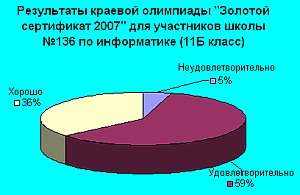 Результаты краевой олимпиады "Золотой
сертификат 2007" для участников школы
№136 по информатике (11Б класс)
Неудовлетворительно
5%
Хорошо
36%
Удовлетворительно
59%